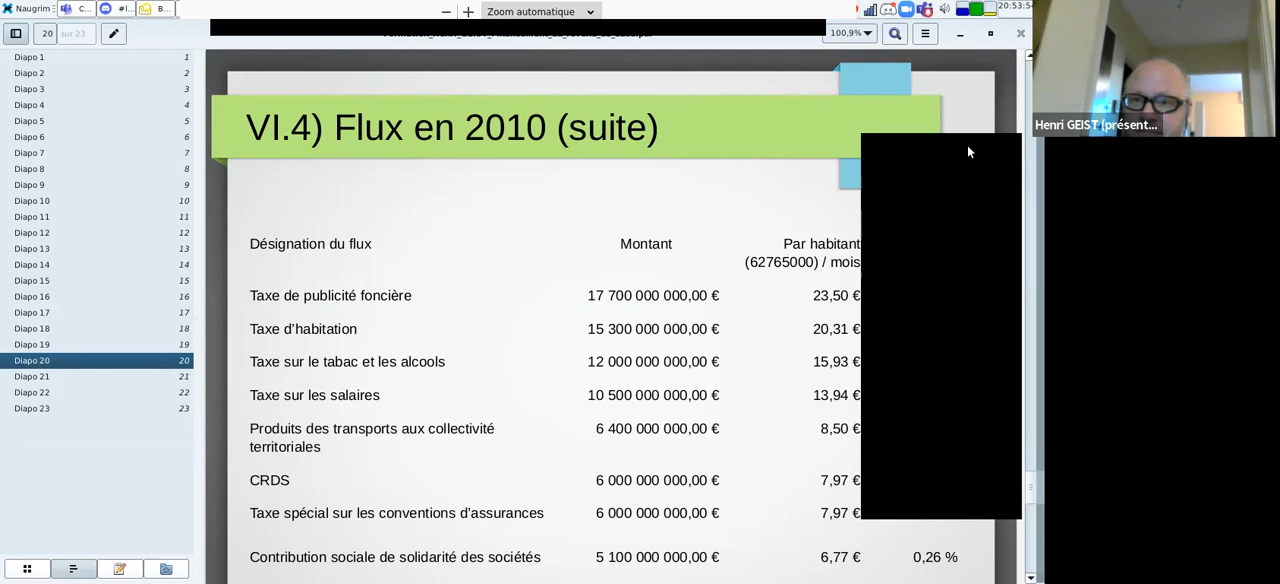 Naugrim
C...
#I...
B...
Zoom automatique
20:53:5
20 sur 23
100,9%
Diapo 1 1
Diapo 2 2
Diapo 3 3
Diapo 4 4
Diapo 5 5
Diapo 6 6
Diapo 7 7
Diapo 8 8
Diapo 9 9
Diapo 10 10
Diapo 11 11
Diapo 12 12
Diapo 13 13
Diapo 14 14
Diapo 15 15
Diapo 16 16
Diapo 17 17
Diapo 18 18
Diapo 19 19
Diapo 20 20
Diapo 21 21
Diapo 22 22
Diapo 23 23
VI.4) Flux en 2010 (suite)
Désignation du flux Montant Par habitant
(62765000) / mois
Taxe de publicité foncière 17 700 000 000,00 € 23,50 €
Taxe d’habitation 15 300 000 000,00 € 20,31 €
Taxe sur le tabac et les alcools 12 000 000 000,00 € 15,93 €
Taxe sur les salaires 10 500 000 000,00 € 13,94 €
Produits des transports aux collectivité 6 400 000 000,00 € 8,50 €
territoriales
CRDS 6 000 000 000,00 € 7,97 €
Taxe spécial sur les conventions d’assurances 6 000 000 000,00 € 7,97 €
Contribution sociale de solidarité des sociétés 5 100 000 000,00 € 6,77 € 0,26 %
Henri GEIST (présent...